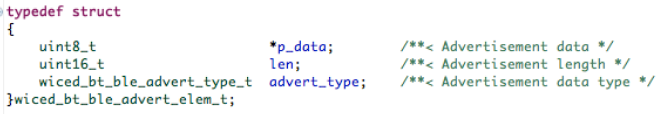 typedef struct
{
    uint8_t                      *p_data;        /**< Advertisement data */
    uint16_t                     len;            /**< Advertisement length */
    wiced_bt_ble_advert_type_t   advert_type;    /**< Advertisement data type */
}wiced_bt_ble_advert_elem_t;